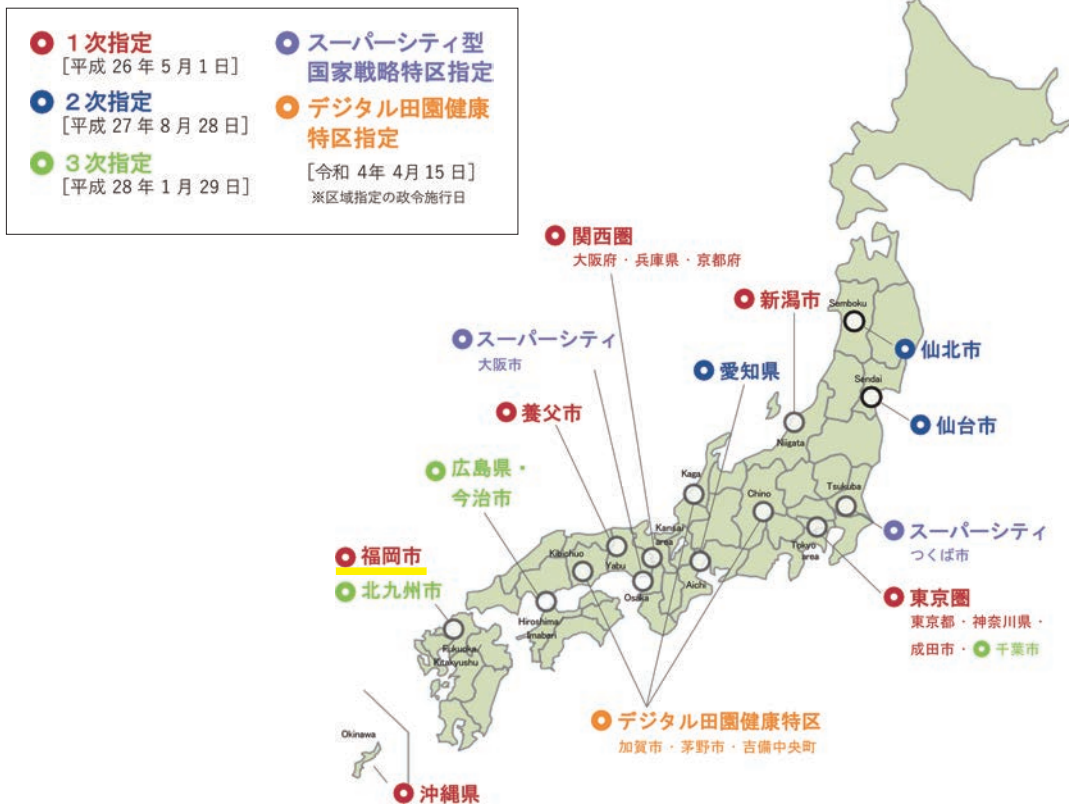 1次指定
[平成 26 年 5 月 1 日]
2次指定
[平成 27 年 8 月 28 日]
3次指定
[平成 28 年 1 月 29 日]
スーパーシティ型
国家戦略特区指定
デジタル田園健康
特区指定
[令和 4年 4月 15 日]
※区域指定の政令施行日
関西圏
大阪府・兵庫県・京都府
新潟市
Semboku
スーパーシティ
大阪市
仙北市
愛知県
Sendai
養父市
仙台市
Niigata
広島県・
今治市
Kaga
Chino
Tsukuba
スーパーシティ
つくば市
Kansai
area
Tokyo
area
福岡市
Kibichuo
Yabu
Aichi
北九州市
Osaka
東京圏
東京都・神奈川県・
成田市・千葉市
Hiroshima/
Imabari
Fukuoka/
Kitakyushu
デジタル田園健康特区
加賀市・茅野市・吉備中央町
Okinawa
沖縄県